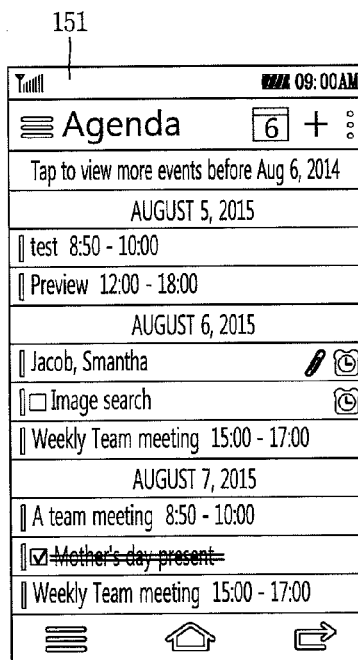 151
09:00AM
Agenda 6 +
Tap to view more events before Aug 6, 2014
AUGUST 5, 2015
test 8:50 - 10:00
Preview 12:00 - 18:00
AUGUST 6, 2015
Jacob, Smantha
Image search
Weekly Team meeting 15:00 - 17:00
AUGUST 7, 2015
A team meeting 8:50 - 10:00
Mother's day present
Weekly Team meeting 15:00 - 17:00